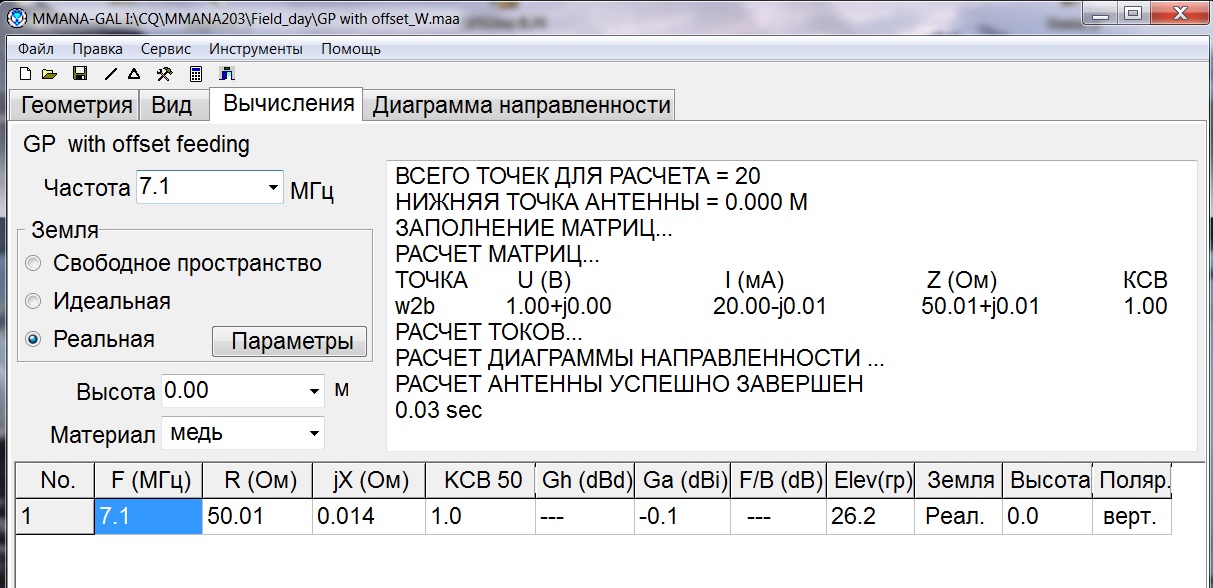 MMANA-GAL I:\CQ\MMANA203\Field_day\GP with offset_W.maa
Файл Правка Сервис Инструменты Помощь
Геометрия Вид Вычисления Диаграмма направленности
GP with offset feeding
Частота 7.1 МГц
Земля
Свободное пространство
Идеальная
Реальная Параметры
Высота 0.00 м
Материал медь
ВСЕГО ТОЧЕК ДЛЯ РАСЧЕТА = 20
НИЖНЯЯ ТОЧКА АНТЕННЫ = 0.000 М
ЗАПОЛНЕНИЕ МАТРИЦ...
РАСЧЕТ МАТРИЦ...
ТОЧКА U (В) I (мА) Z (Ом) КСВ
w2b 1.00+j0.00 20.00-j0.01 50.01+j0.01 1.00
РАСЧЕТ ТОКОВ...
РАСЧЕТ ДИАГРАММЫ НАПРАВЛЕННОСТИ ...
РАСЧЕТ АНТЕННЫ УСПЕШНО ЗАВЕРШЕН
0.03 sec
No. F (МГц) R (Ом) jX (Ом) КСВ 50 Gh (dBd) Ga (dBi) F/B (dB) Elev(гр) Земля Высота Поляр.
1 7.1 50.01 0.014 1.0 --- -0.1 --- 26.2 Реал. 0.0 верт.